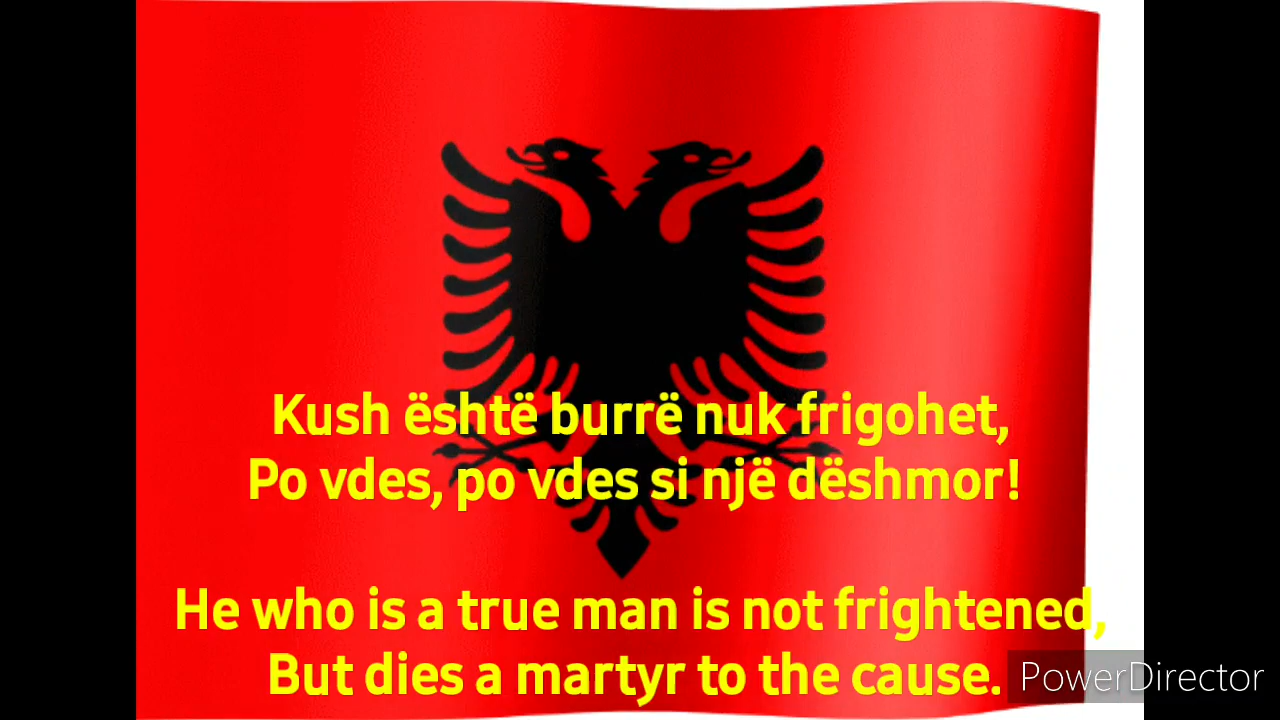 Kush është burrë nuk frigohet,
Po vdes, po vdes si një dëshmor!
He who is a true man is not frightened,
But dies a martyr to the cause.
PowerDirector